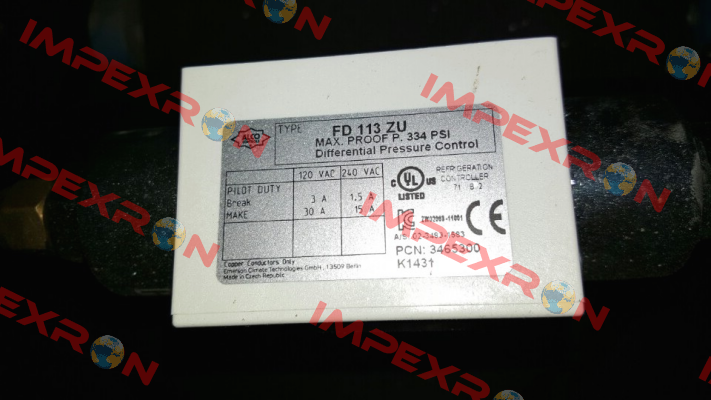 IMPEXRON
IMPEXRON
ALCO
TYPE
FD 113 ZU
MAX. PROOF P. 334 PSI
Differential Pressure Control
120 VAC 240 VAC
PILOT DUTY
Break 3 A 1,5 A
MAKE 30 A 15 A
C UL US
LISTED
REFRIGERATION
CONTROLLER
CE
PCN: 3465300
K1431
Copper Conductors Only
Emerson Climate Technologies GmbH, 13509 Berlin
Made in Czech Republic
IMPEXRON
IMPEXRON
IMPEXRON